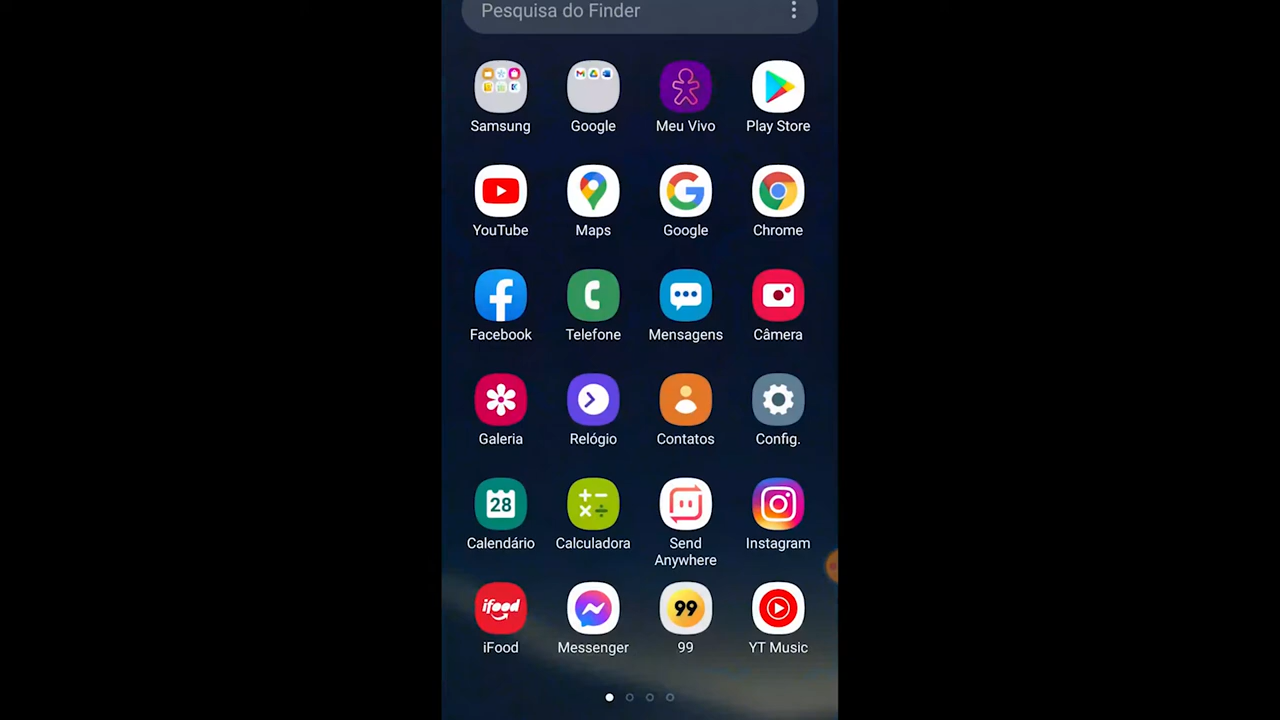 Pesquisa do Finder
Samsung Google Meu Vivo Play Store
YouTube Maps Google Chrome
Facebook Telefone Mensagens Câmera
Galeria Relógio Contatos Config.
28
Calendário Calculadora Send Anywhere Instagram
ifood 99
iFood Messenger 99 YT Music